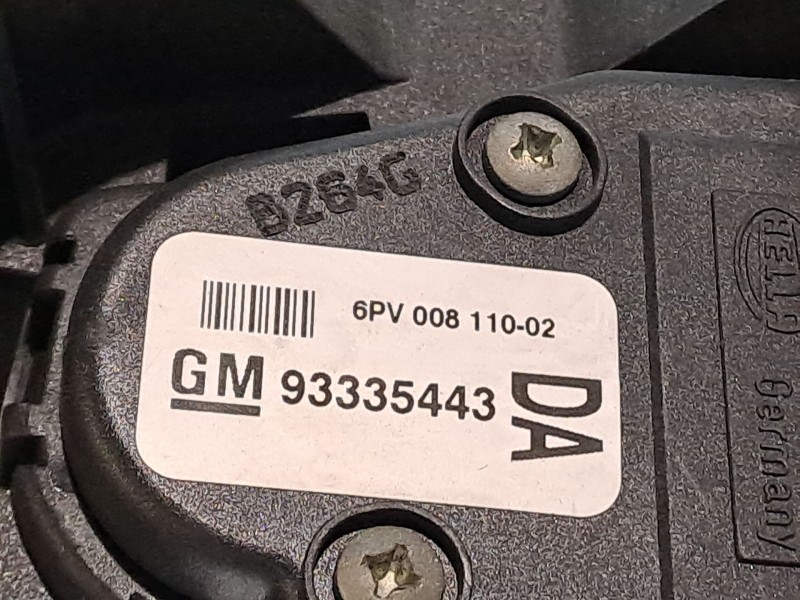 D264G
6PV 008 110-02
GM 93335443
DA
HELLA
Germany